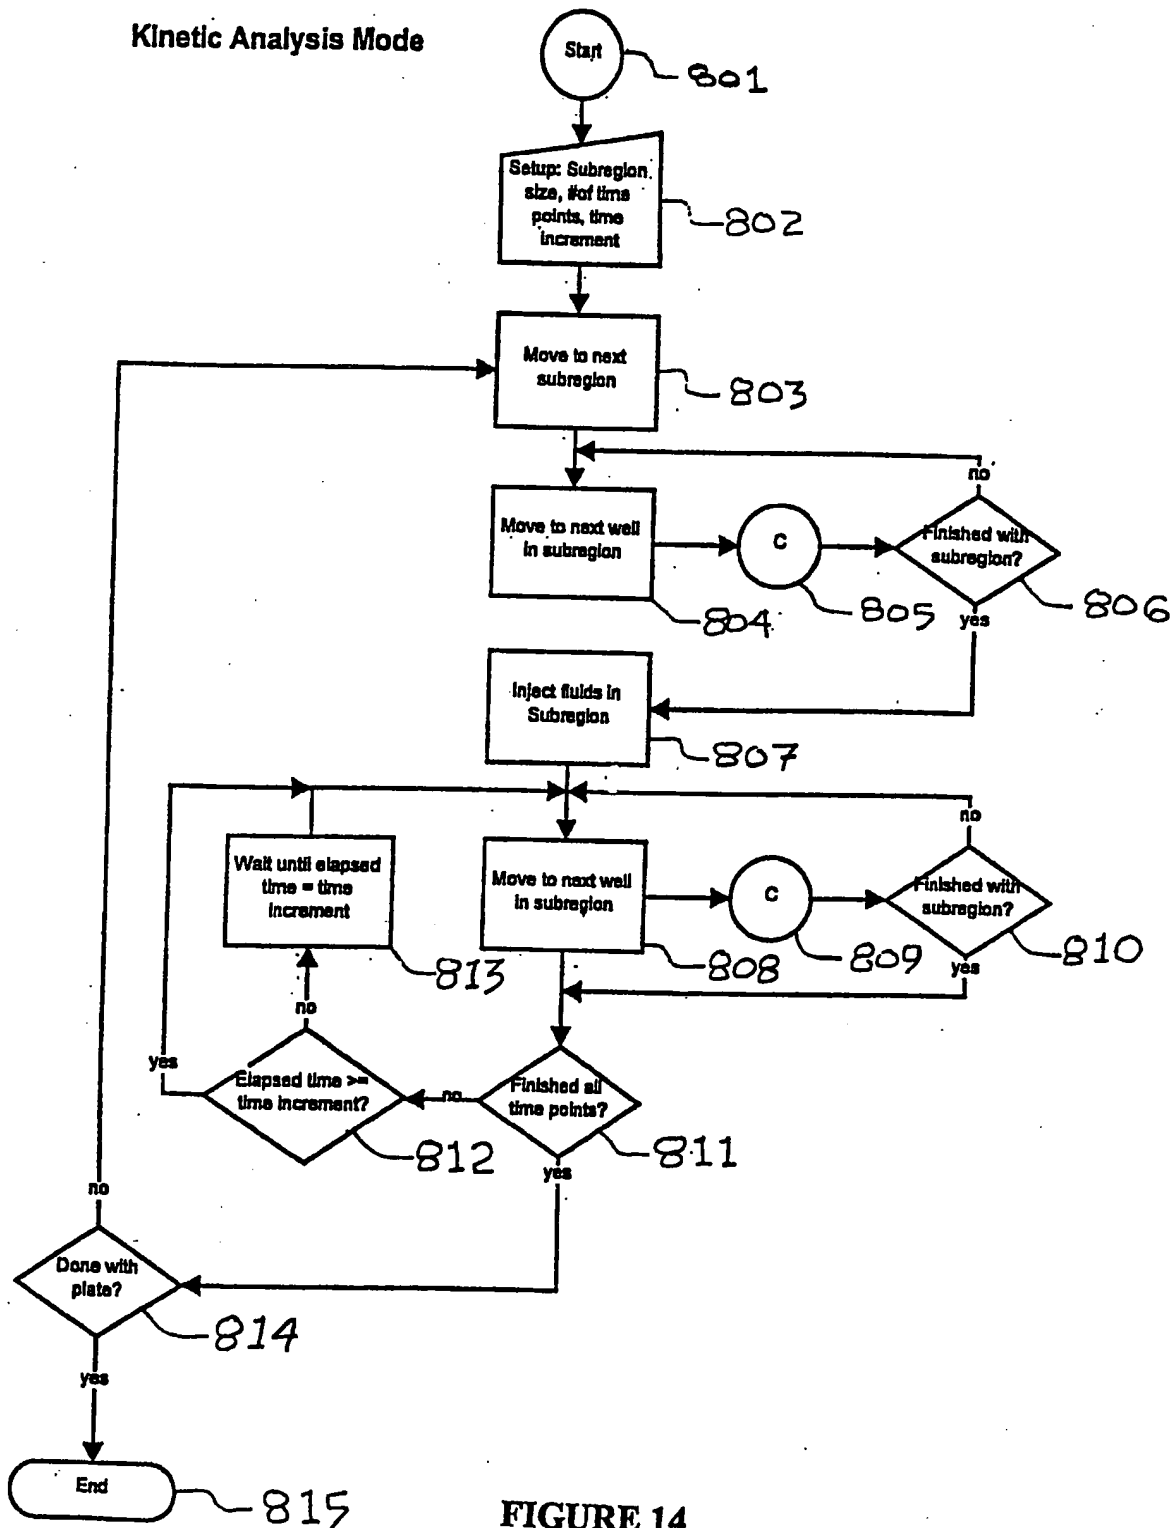 Kinetic Analysis Mode
Start
801
Setup: Subregion
size, #of time
points, time
increment
802
Move to next
subregion
803
no
Move to next well
in subregion
804
C
805
Finished with
subregion?
806
yes
Inject fluids in
Subregion
807
no
Wait until elapsed
time = time
increment
813
Move to next well
in subregion
808
C
809
Finished with
subregion?
810
yes
no
yes
Elapsed time >=
time increment?
812
no
Finished all
time points?
811
yes
no
Done with
plate?
814
yes
End
815
FIGURE 14